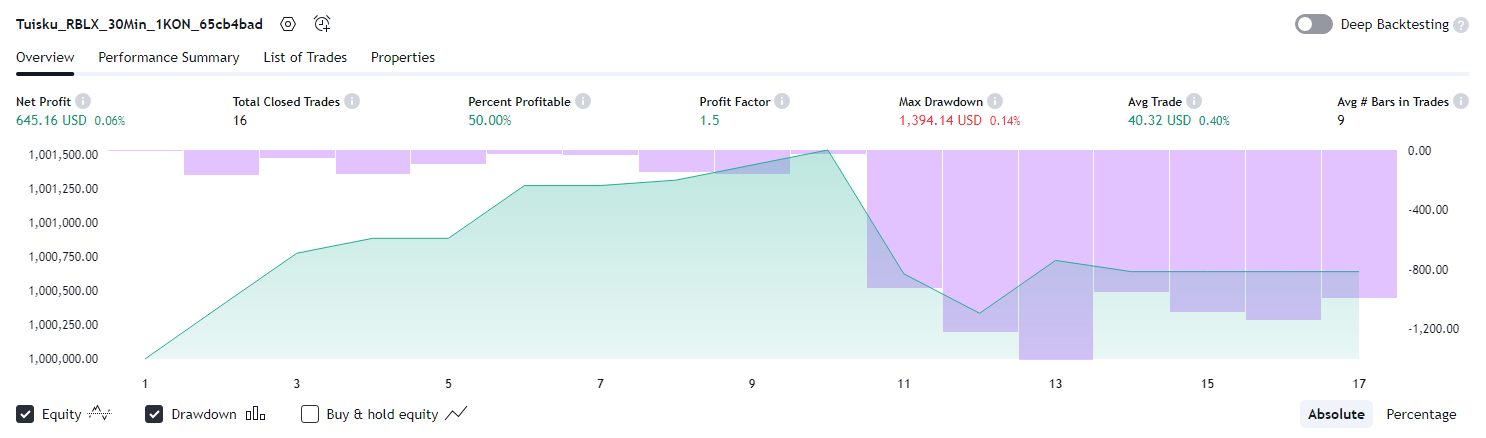 Tuisku_RBLX_30Min_1KON_65cb4bad Deep Backtesting ?
Overview Performance Summary List of Trades Properties
Net Profit i Total Closed Trades i Percent Profitable i Profit Factor i Max Drawdown i Avg Trade i Avg # Bars in Trades i
645.16 USD 0.06% 16 50.00% 1.5 1,394.14 USD 0.14% 40.32 USD 0.40% 9
1,001,500.00 0.00
1,001,250.00
1,001,000.00 -400.00
1,000,750.00
1,000,500.00 -800.00
1,000,250.00 -1,200.00
1,000,000.00
1 3 5 7 9 11 13 15 17
Equity Drawdown Buy & hold equity Absolute Percentage